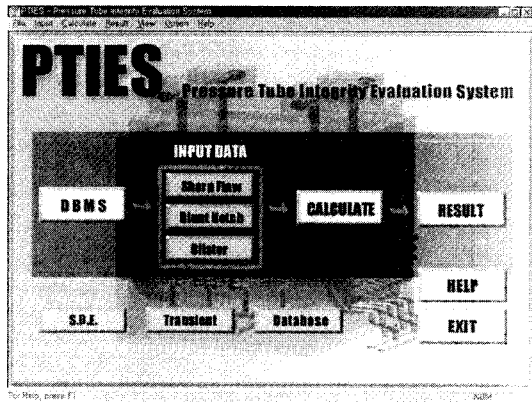 PTIES - Pressure Tube Integrity Evaluation System
File Input Calculate Result View System Help
PTIES
Pressure Tube Integrity Evaluation System
INPUT DATA
Sharp Flaw
DBMS
CALCULATE
RESULT
Blunt Notch
Blister
HELP
S.D.E.
Transient
Database
EXIT
For Help, press F1
NUM